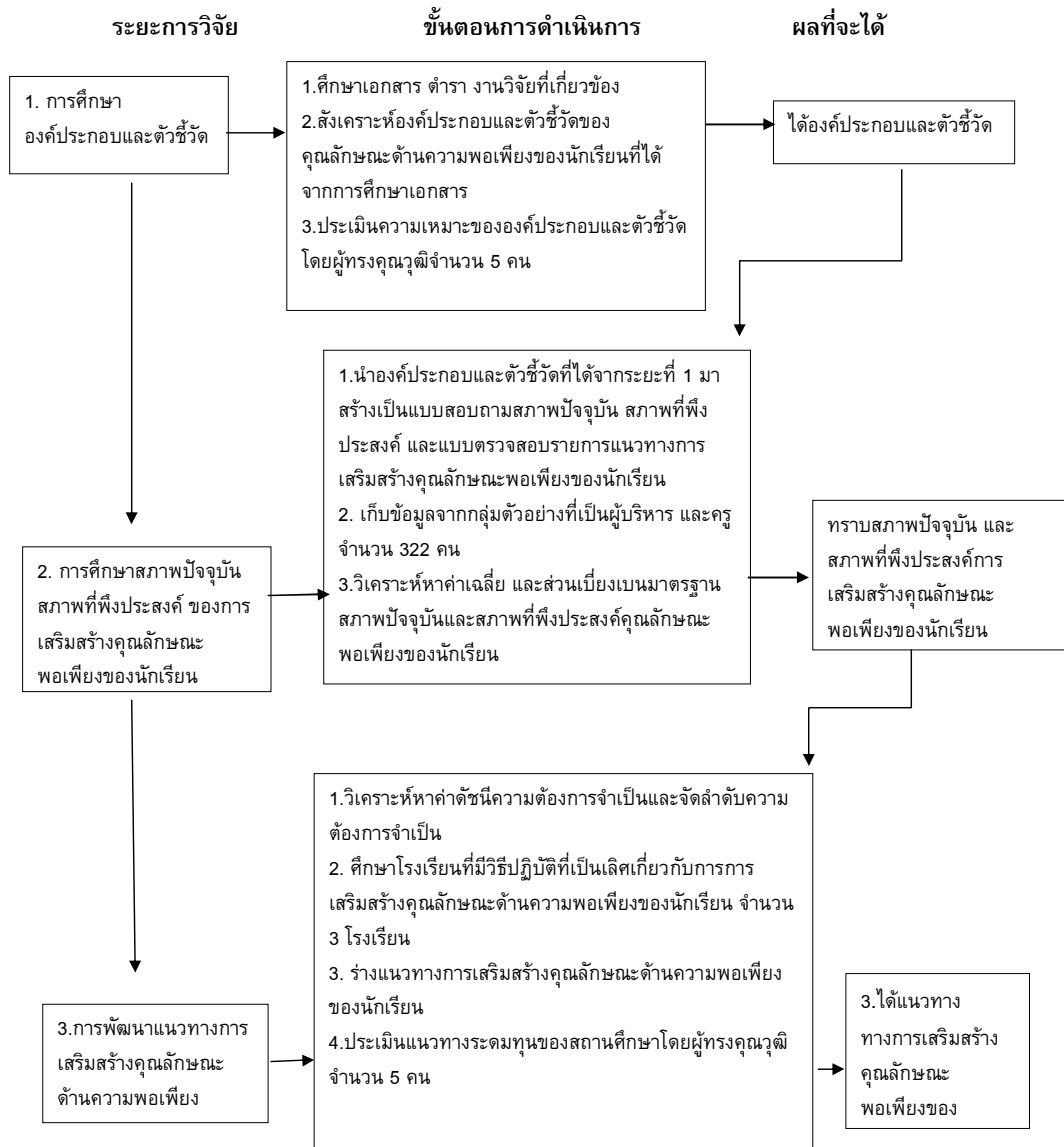 ระยะการวิจัย ขั้นตอนการดำเนินการ ผลที่จะได้
1. การศึกษา
องค์ประกอบและตัวชี้วัด
1.ศึกษาเอกสาร ตำรา งานวิจัยที่เกี่ยวข้อง
2.สังเคราะห์องค์ประกอบและตัวชี้วัดของ
คุณลักษณะด้านความพอเพียงของนักเรียนที่ได้
จากการศึกษาเอกสาร
3.ประเมินความเหมาะขององค์ประกอบและตัวชี้วัด
โดยผู้ทรงคุณวุฒิจำนวน 5 คน
ได้องค์ประกอบและตัวชี้วัด
2. การศึกษาสภาพปัจจุบัน
สภาพที่พึงประสงค์ ของการ
เสริมสร้างคุณลักษณะ
พอเพียงของนักเรียน
1.นำองค์ประกอบและตัวชี้วัดที่ได้จากระยะที่ 1 มา
สร้างเป็นแบบสอบถามสภาพปัจจุบัน สภาพที่พึง
ประสงค์ และแบบตรวจสอบรายการแนวทางการ
เสริมสร้างคุณลักษณะพอเพียงของนักเรียน
2. เก็บข้อมูลจากกลุ่มตัวอย่างที่เป็นผู้บริหาร และครู
จำนวน 322 คน
3.วิเคราะห์หาค่าเฉลี่ย และส่วนเบี่ยงเบนมาตรฐาน
สภาพปัจจุบันและสภาพที่พึงประสงค์คุณลักษณะ
พอเพียงของนักเรียน
ทราบสภาพปัจจุบัน และ
สภาพที่พึงประสงค์การ
เสริมสร้างคุณลักษณะ
พอเพียงของนักเรียน
3.การพัฒนาแนวทางการ
เสริมสร้างคุณลักษณะ
ด้านความพอเพียง
1.วิเคราะห์หาค่าดัชนีความต้องการจำเป็นและจัดลำดับความ
ต้องการจำเป็น
2. ศึกษาโรงเรียนที่มีวิธีปฏิบัติที่เป็นเลิศเกี่ยวกับการการ
เสริมสร้างคุณลักษณะด้านความพอเพียงของนักเรียน จำนวน
3 โรงเรียน
3. ร่างแนวทางการเสริมสร้างคุณลักษณะด้านความพอเพียง
ของนักเรียน
4.ประเมินแนวทางระดมทุนของสถานศึกษาโดยผู้ทรงคุณวุฒิ
จำนวน 5 คน
3.ได้แนวทาง
ทางการเสริมสร้าง
คุณลักษณะ
พอเพียงของ